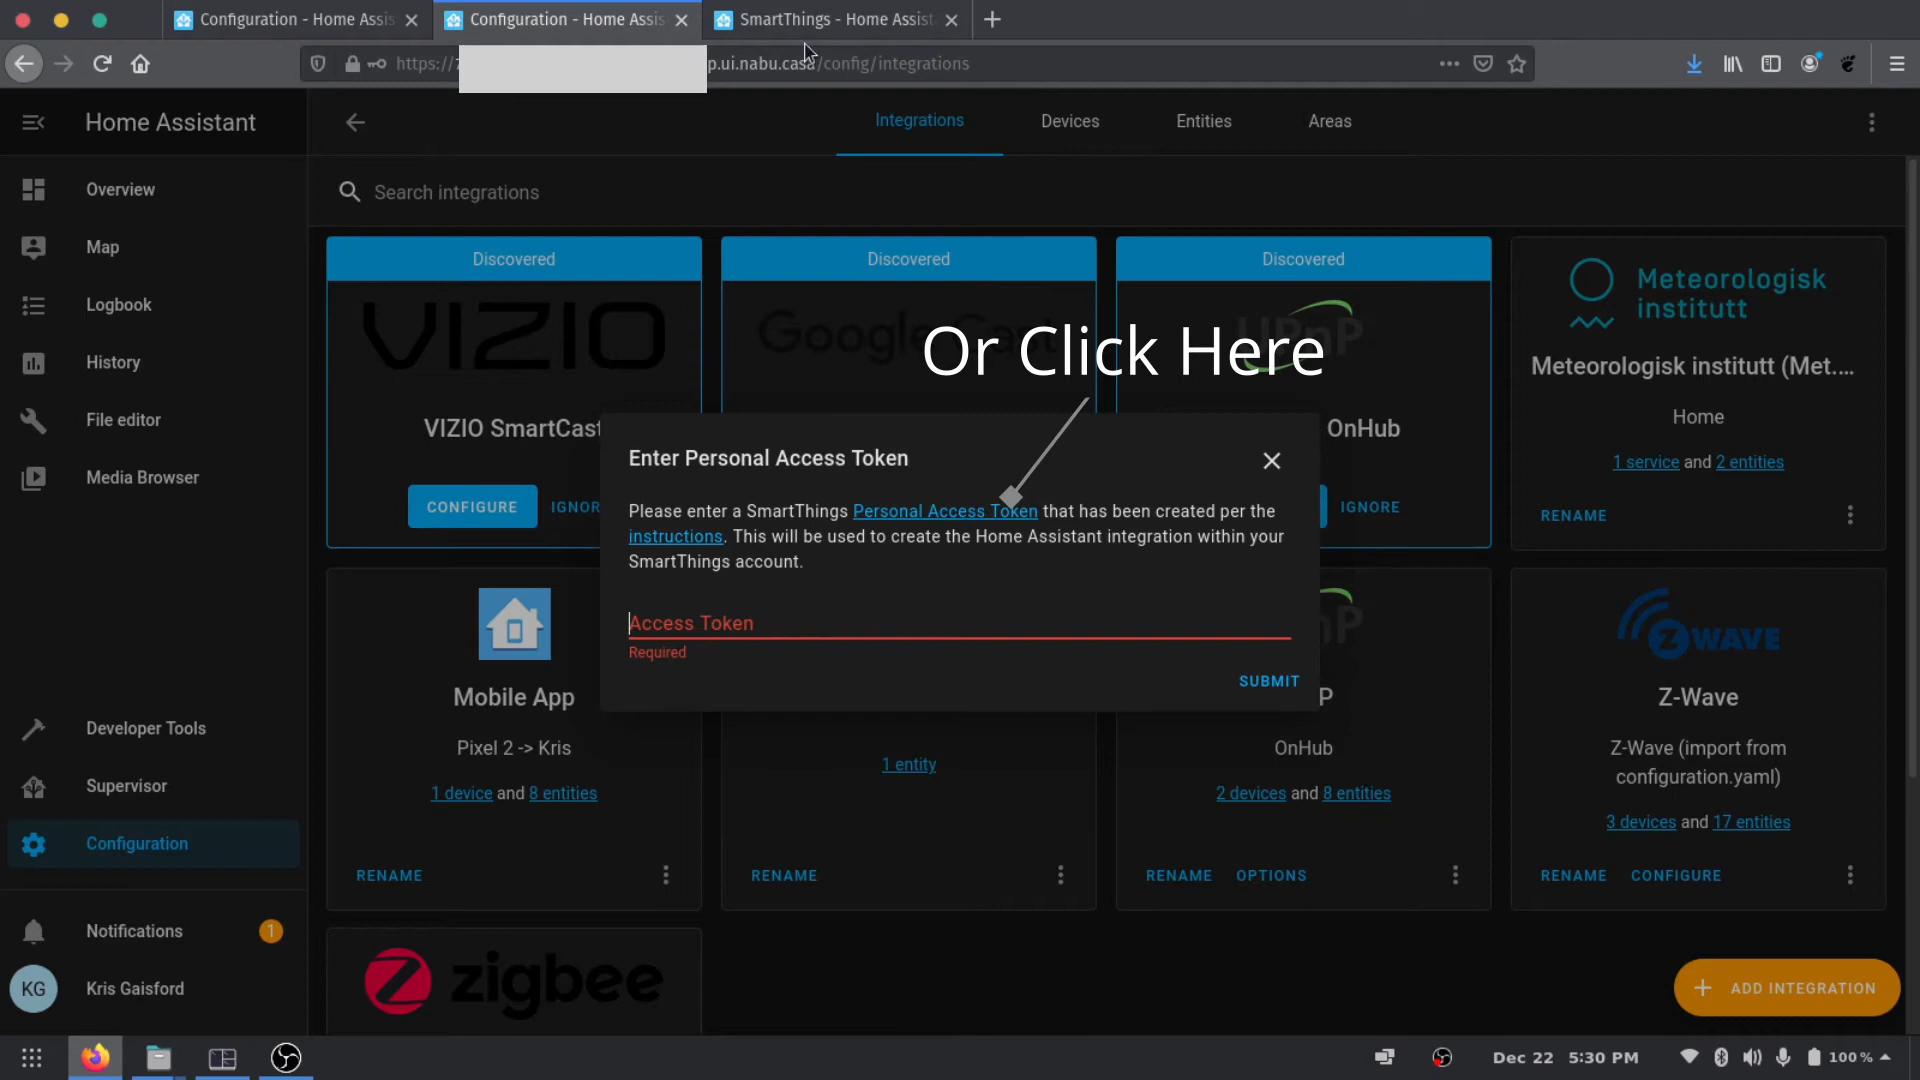 Configuration - Home Assis
Configuration - Home Assis
SmartThings - Home Assist
https://
p.ui.nabu.casa/config/integrations
Home Assistant
Integrations
Devices
Entities
Areas
Overview
Search integrations
Map
Logbook
History
File editor
Media Browser
Developer Tools
Supervisor
Configuration
Notifications
1
KG
Kris Gaisford
Discovered
Discovered
Discovered
VIZIO
Google Cast
UPnP
Meteorologisk
institutt
Or Click Here
Meteorologisk institutt (Met....
VIZIO SmartCast
OnHub
Home
1 service and 2 entities
CONFIGURE
IGNOR
IGNORE
RENAME
Enter Personal Access Token
Please enter a SmartThings Personal Access Token that has been created per the
instructions. This will be used to create the Home Assistant integration within your
SmartThings account.
Access Token
Required
SUBMIT
Z-WAVE
Mobile App
P
Z-Wave
Pixel 2 -> Kris
OnHub
Z-Wave (import from
configuration.yaml)
1 device and 8 entities
1 entity
2 devices and 8 entities
3 devices and 17 entities
RENAME
RENAME
RENAME OPTIONS
RENAME CONFIGURE
zigbee
ADD INTEGRATION
Dec 22 5:30 PM
100 %